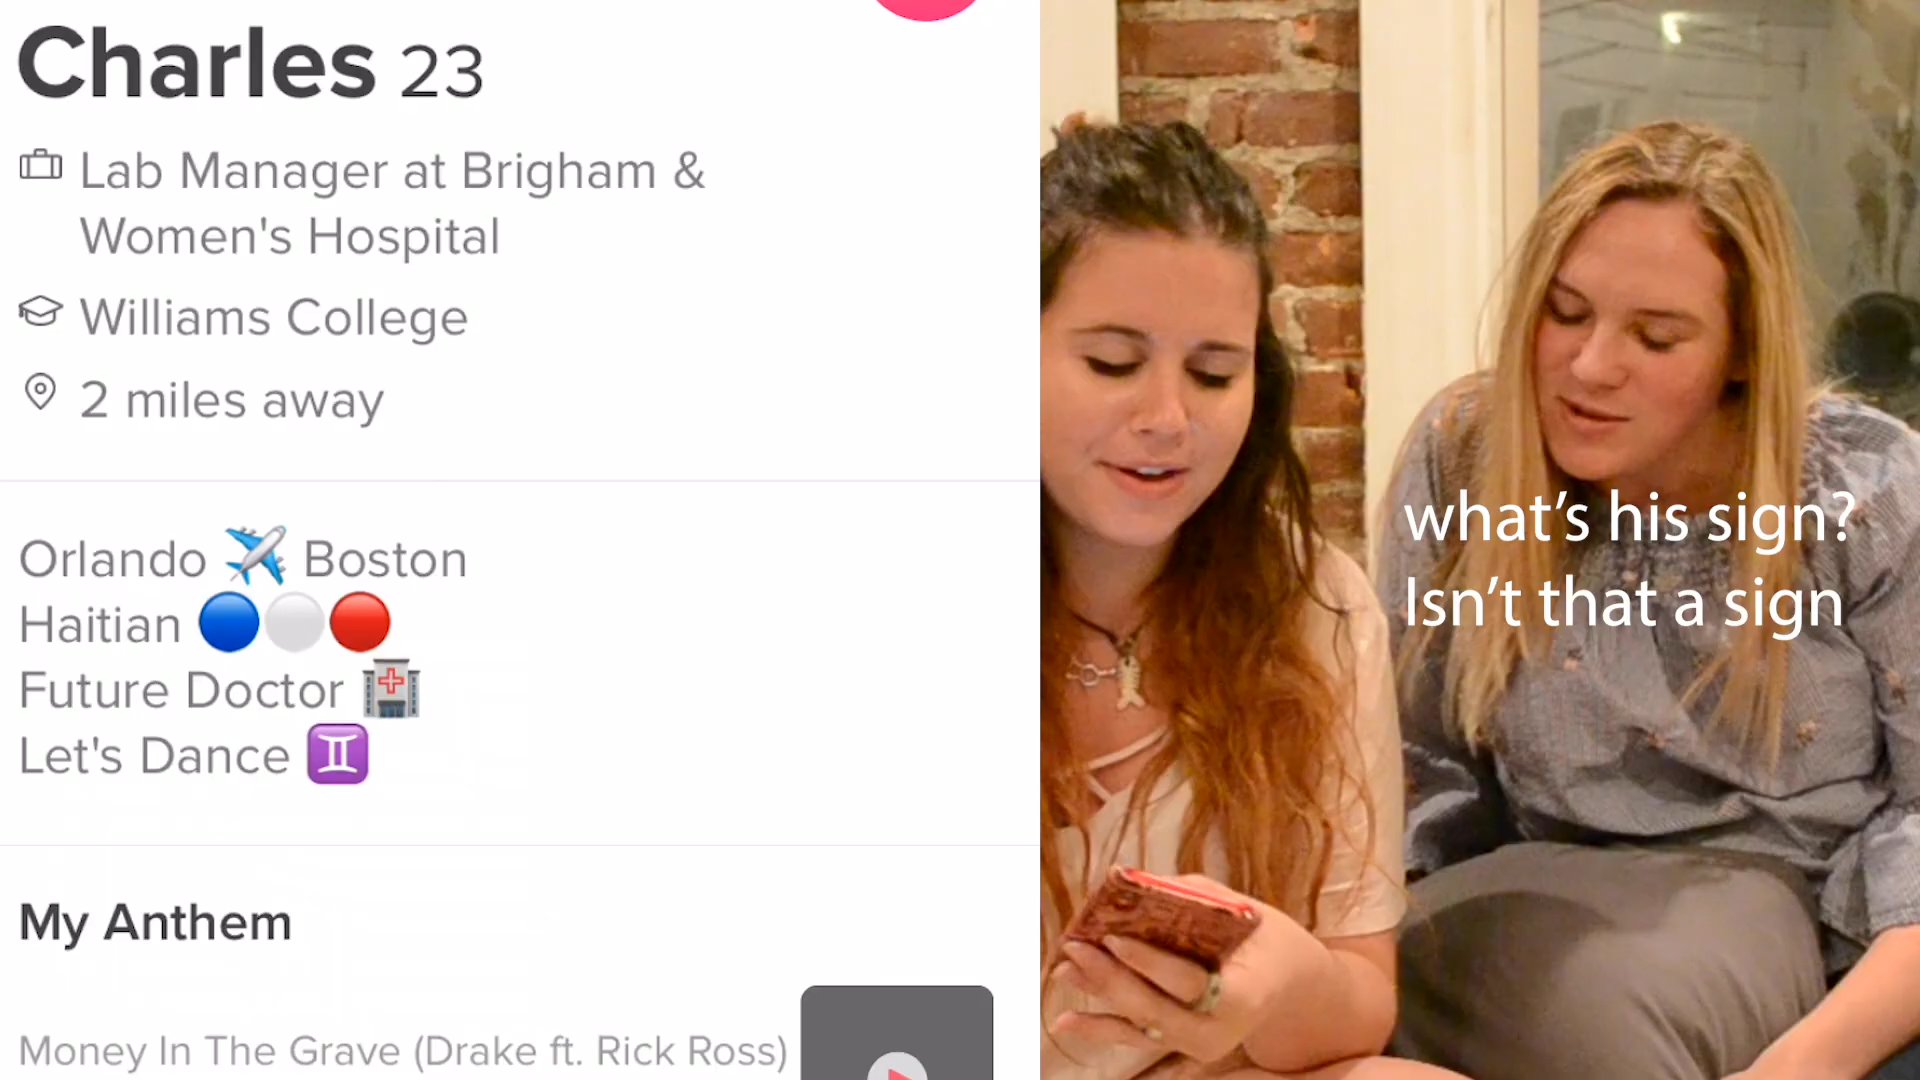 Charles 23
Lab Manager at Brigham &
Women's Hospital
Williams College
2 miles away
Orlando ✈️ Boston
Haitian 🔵⚪🔴
Future Doctor 🏥
Let's Dance ♊
My Anthem
Money In The Grave (Drake ft. Rick Ross)
what's his sign?
Isn't that a sign